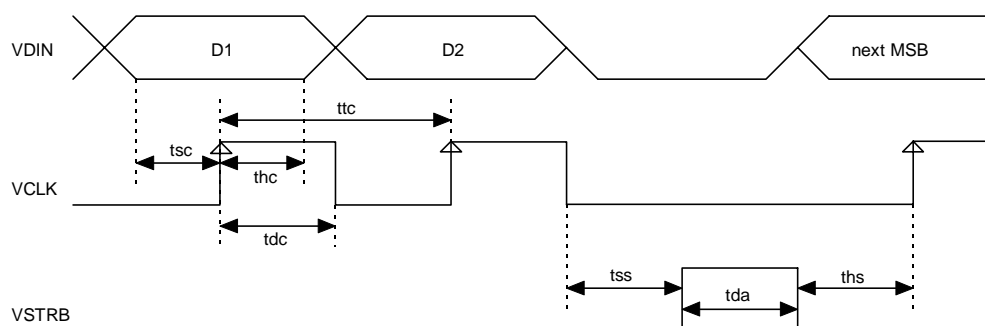 VDIN
D1
D2
next MSB
ttc
tsc
thc
VCLK
tdc
tss
tda
ths
VSTRB